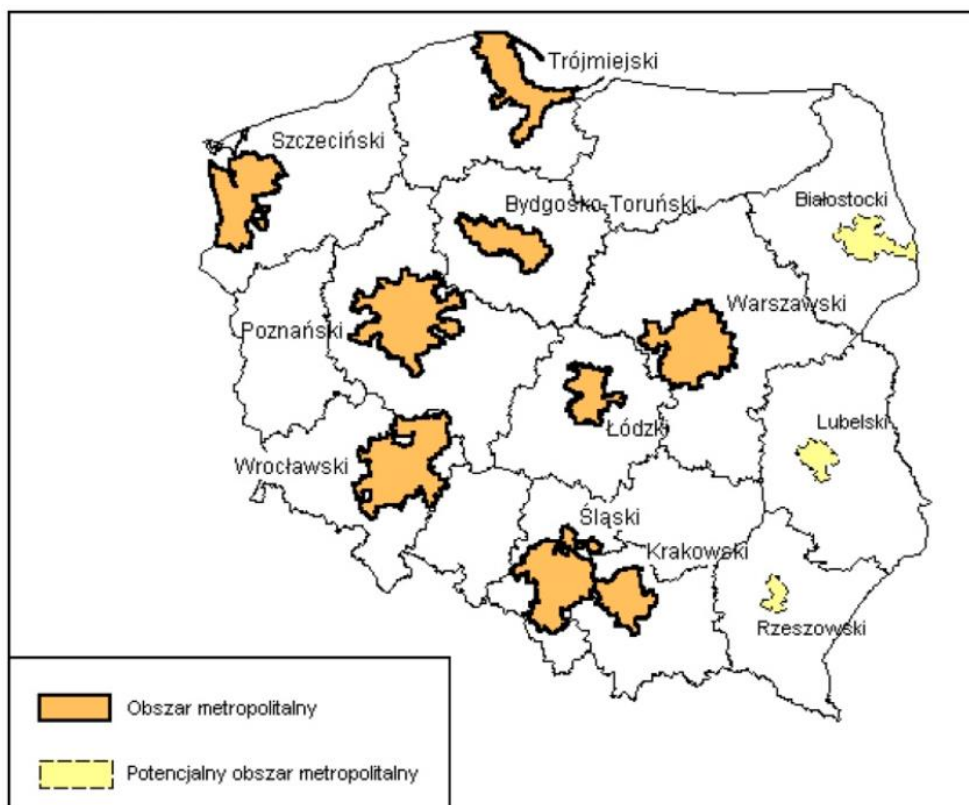 Trójmiejski
Szczeciński
Bydgosko-Toruński
Białostocki
Poznański
Warszawski
Łódzki
Lubelski
Wrocławski
Śląski
Krakowski
Rzeszowski
Obszar metropolitalny
Potencjalny obszar metropolitalny